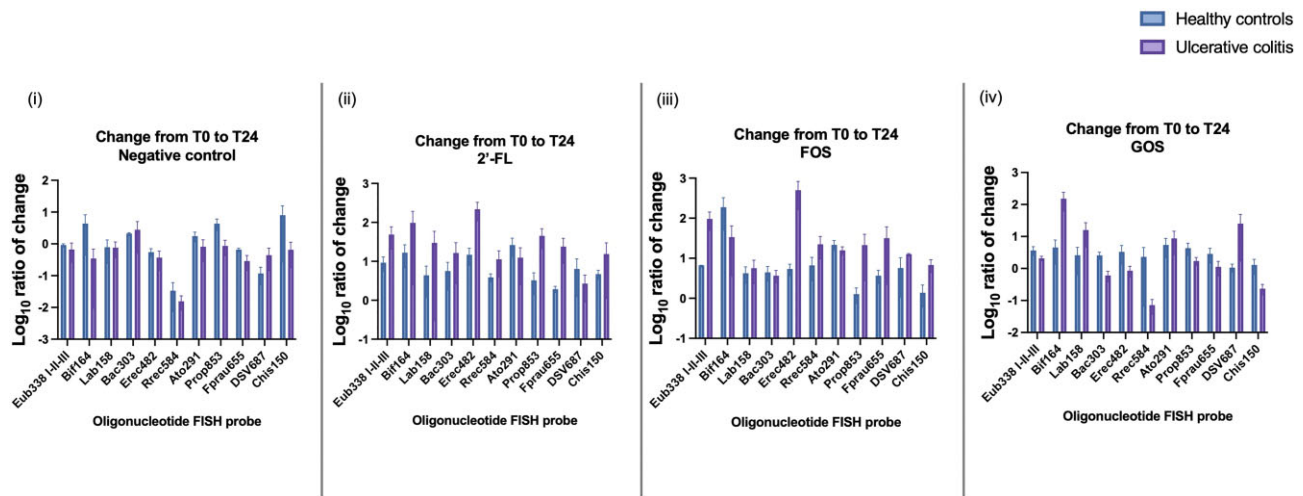 Healthy controls
Ulcerative colitis
(i)
Change from T0 to T24
Negative control
Log10 ratio of change
2
1
0
-1
-2
-3
Eub338 I-II-III
Bif164
Lab158
Bac303
Erec482
Rrec584
Ato291
Prop853
Fprau655
DSV687
Chis150
Oligonucleotide FISH probe
(ii)
Change from T0 to T24
2'-FL
Log10 ratio of change
3
2
1
0
-1
Eub338 I-II-III
Bif164
Lab158
Bac303
Erec482
Rrec584
Ato291
Prop853
Fprau655
DSV687
Chis150
Oligonucleotide FISH probe
(iii)
Change from T0 to T24
FOS
Log10 ratio of change
3
2
1
0
-1
Eub338 I-II-III
Bif164
Lab158
Bac303
Erec482
Rrec584
Ato291
Prop853
Fprau655
DSV687
Chis150
Oligonucleotide FISH probe
(iv)
Change from T0 to T24
GOS
Log10 ratio of change
3
2
1
0
-1
-2
Eub338 I-II-III
Bif164
Lab158
Bac303
Erec482
Rrec584
Ato291
Prop853
Fprau655
DSV687
Chis150
Oligonucleotide FISH probe